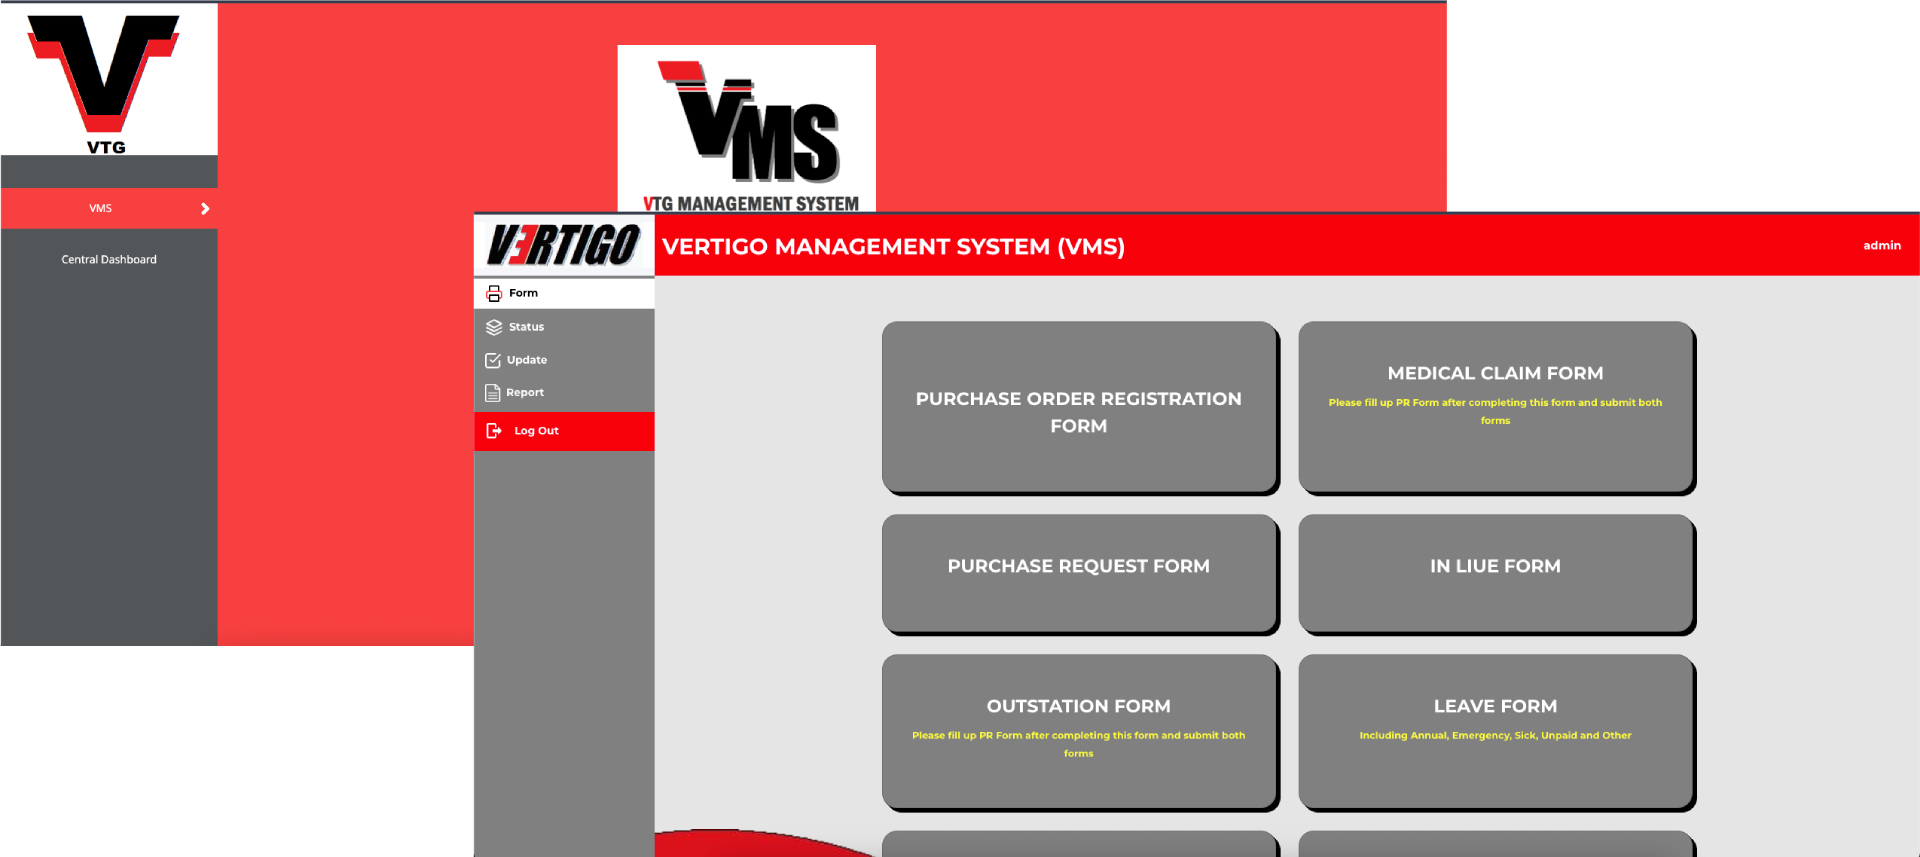 VTG
VMS
Central Dashboard
VMS
VTG MANAGEMENT SYSTEM
VERTIGO
VERTIGO MANAGEMENT SYSTEM (VMS)
admin
Form
Status
Update
Report
Log Out
PURCHASE ORDER REGISTRATION
FORM
MEDICAL CLAIM FORM
Please fill up PR Form after completing this form and submit both
forms
PURCHASE REQUEST FORM
IN LIUE FORM
OUTSTATION FORM
Please fill up PR Form after completing this form and submit both
forms
LEAVE FORM
Including Annual, Emergency, Sick, Unpaid and Other